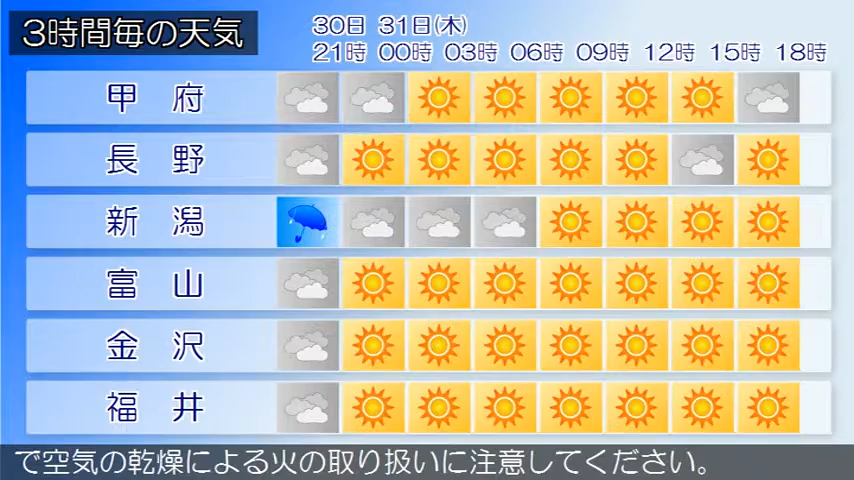 3時間毎の天気
30日 31日(木)
21時 00時 03時 06時 09時 12時 15時 18時
甲府
長野
新潟
富山
金沢
福井
で空気の乾燥による火の取り扱いに注意してください。